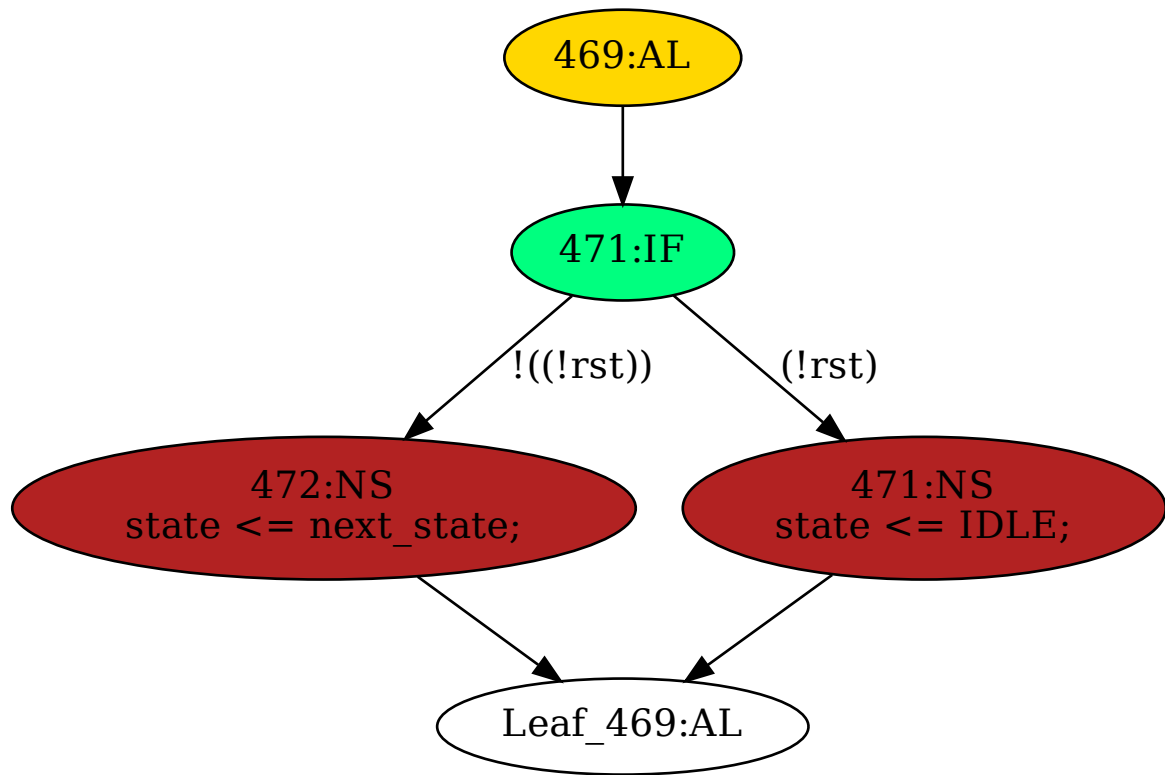 469:AL
471:IF
!((!rst))
(!rst)
472:NS
state <= next_state;
471:NS
state <= IDLE;
Leaf_469:AL